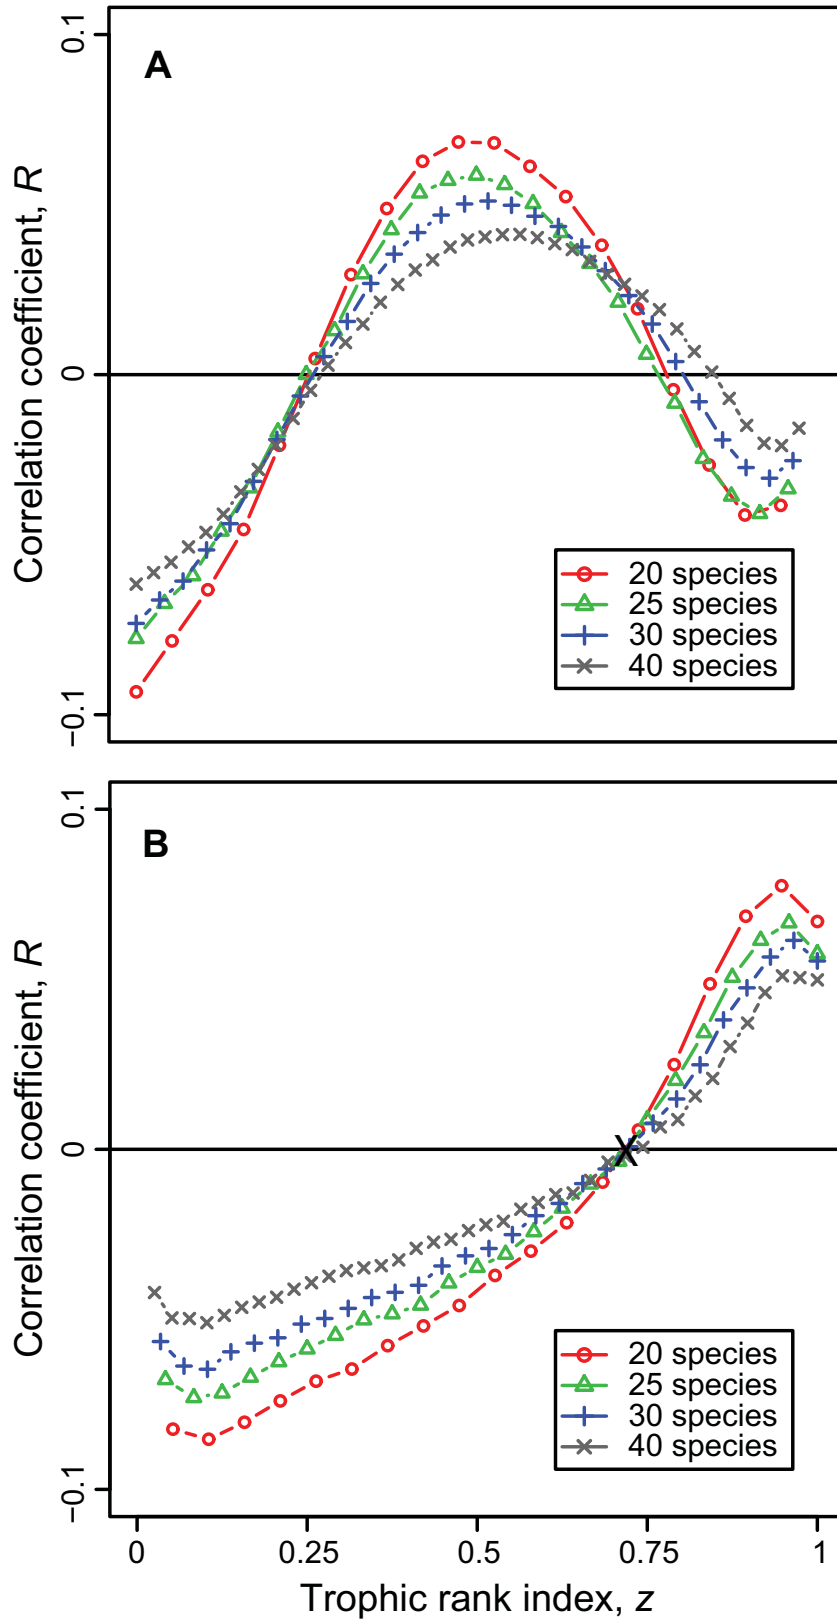 A
0.1
0
−0.1
Correlation coefficient, R
20 species
25 species
30 species
40 species
B
0.1
0
−0.1
Correlation coefficient, R
X
20 species
25 species
30 species
40 species
0 0.25 0.5 0.75 1
Trophic rank index, z